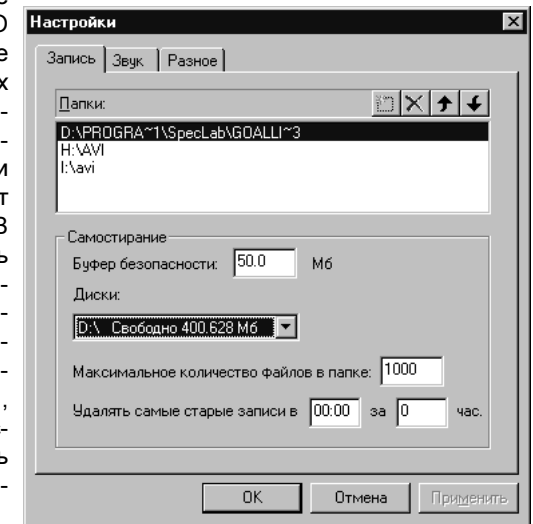 Настройки
Запись Звук Разное
Папки:
D:\PROGRA~1\SpecLab\GOALLI~3
H:\AVI
I:\avi
Самостирание
Буфер безопасности: 50.0 Мб
Диски:
D:\ Свободно 400.628 Мб
Максимальное количество файлов в папке: 1000
Удалять самые старые записи в 00:00 за 0 час.
OK Отмена Применить